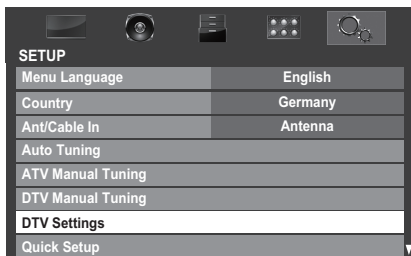 SETUP
Menu Language English
Country Germany
Ant/Cable In Antenna
Auto Tuning
ATV Manual Tuning
DTV Manual Tuning
DTV Settings
Quick Setup